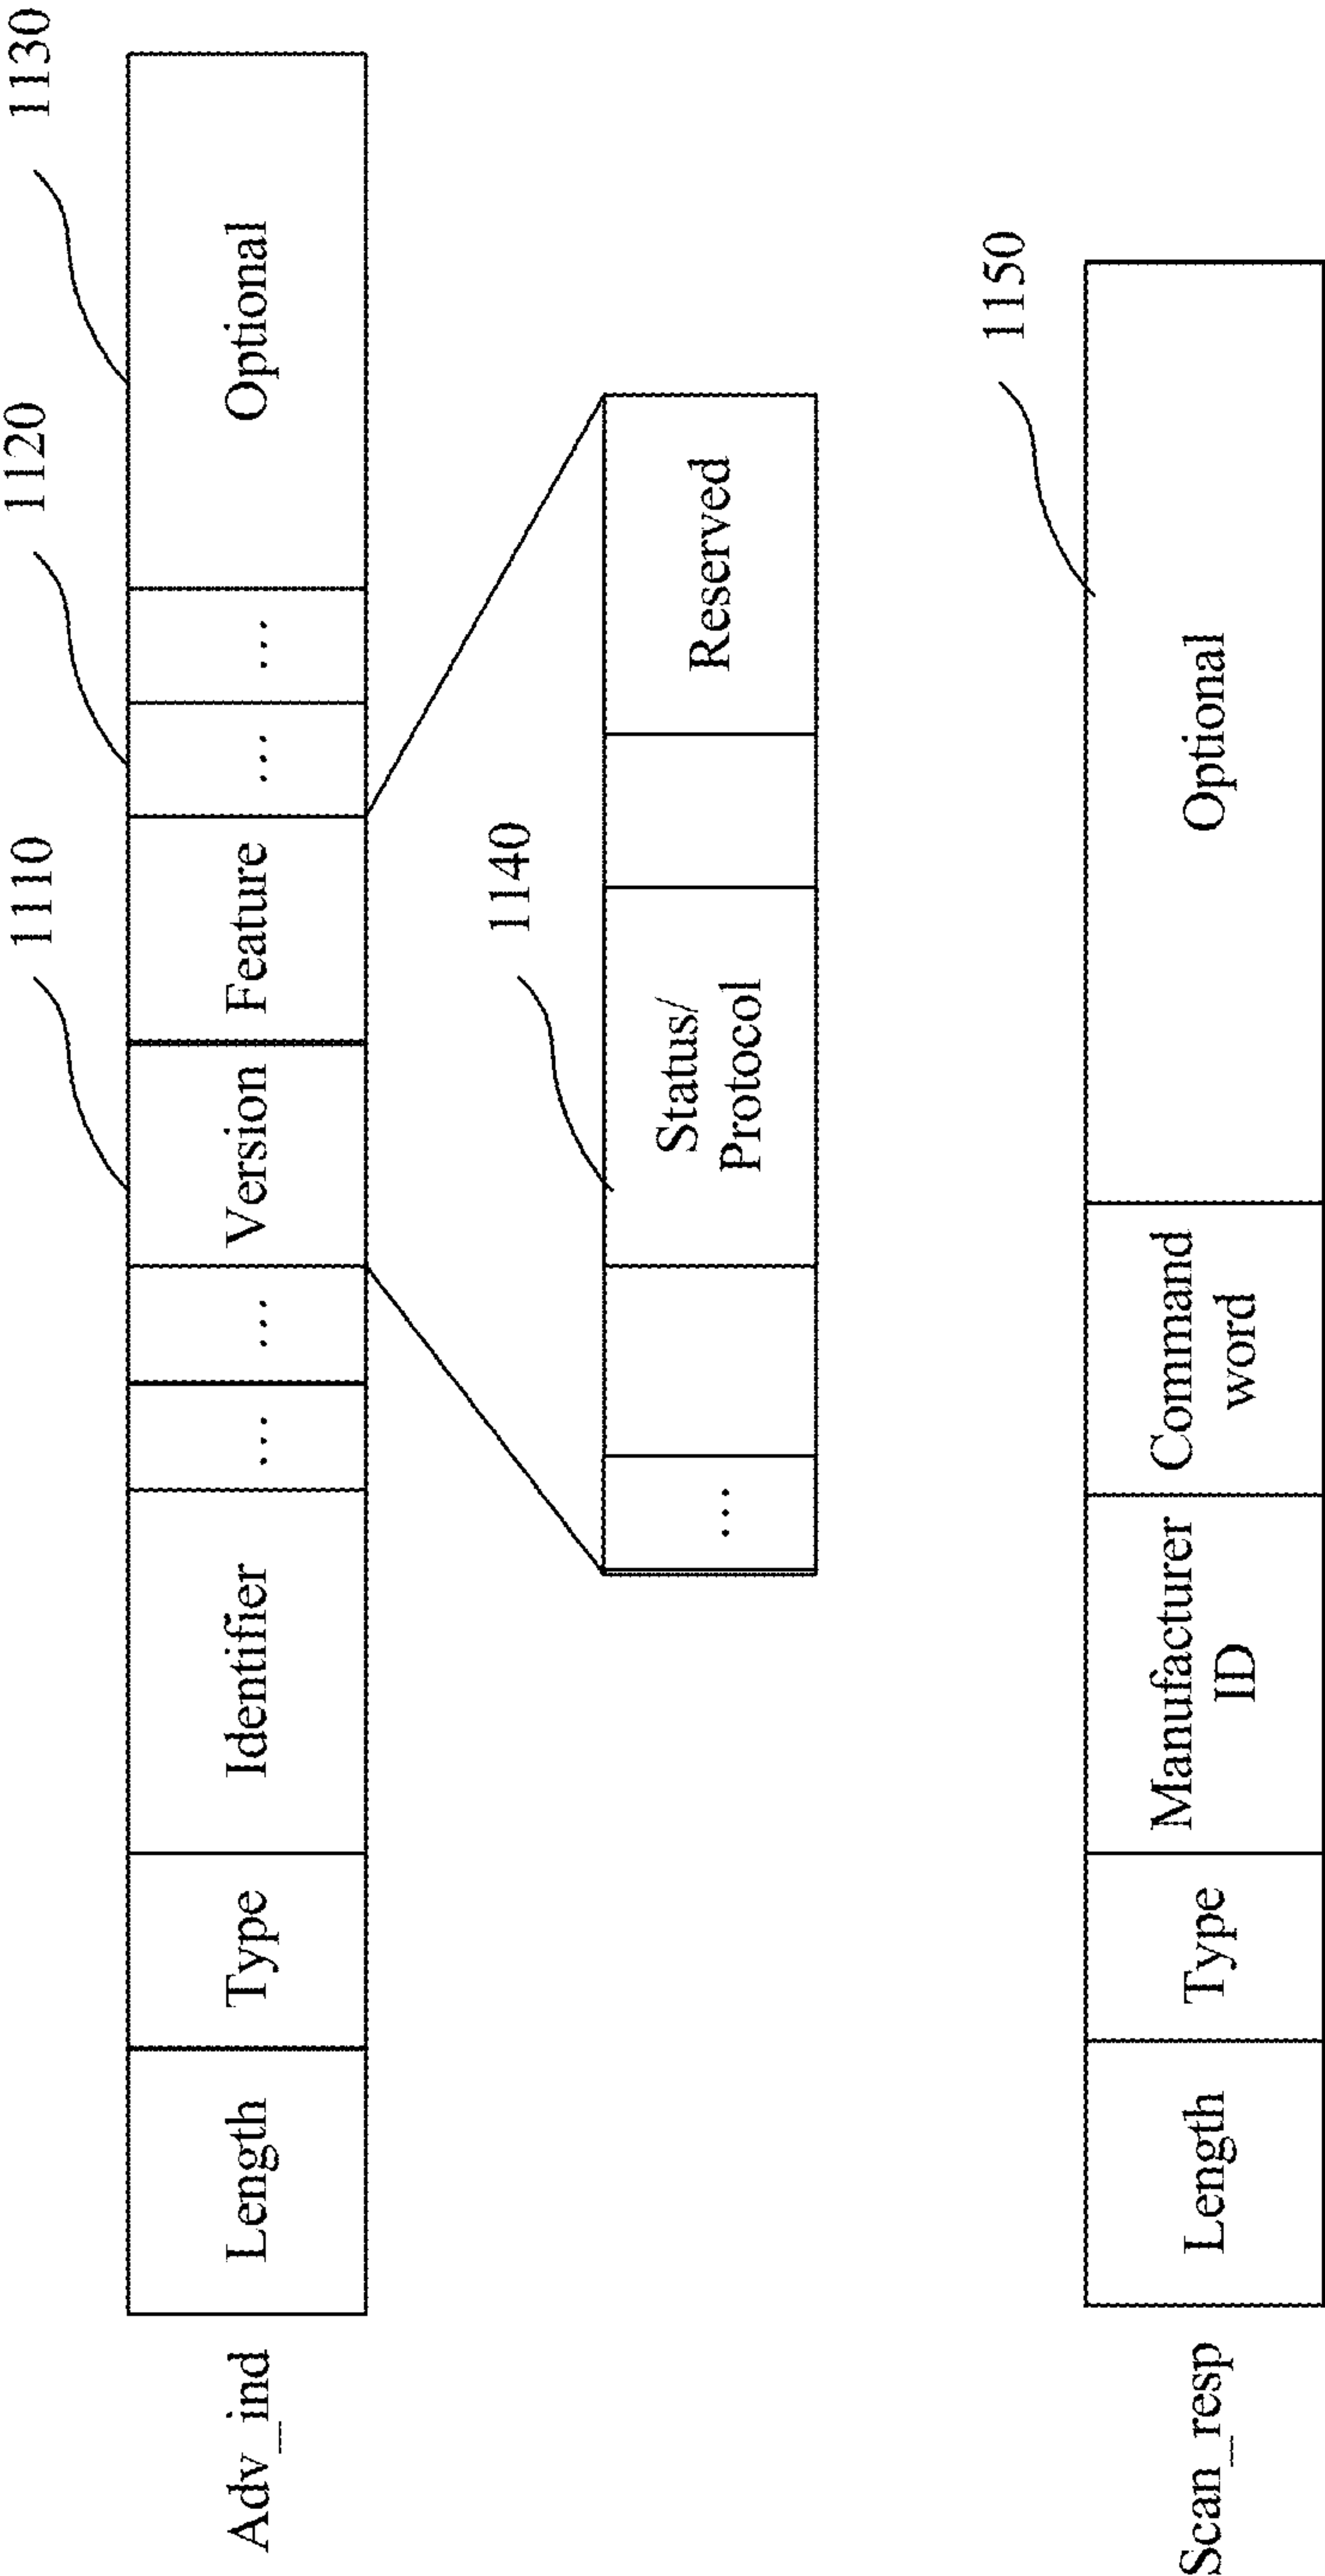 1110
1120
1130
Adv_ind
Length
Type
Identifier
...
...
Version
Feature
...
...
Optional
1140
...
Status/
Protocol
Reserved
1150
Scan_resp
Length
Type
Manufacturer
ID
Command
word
Optional